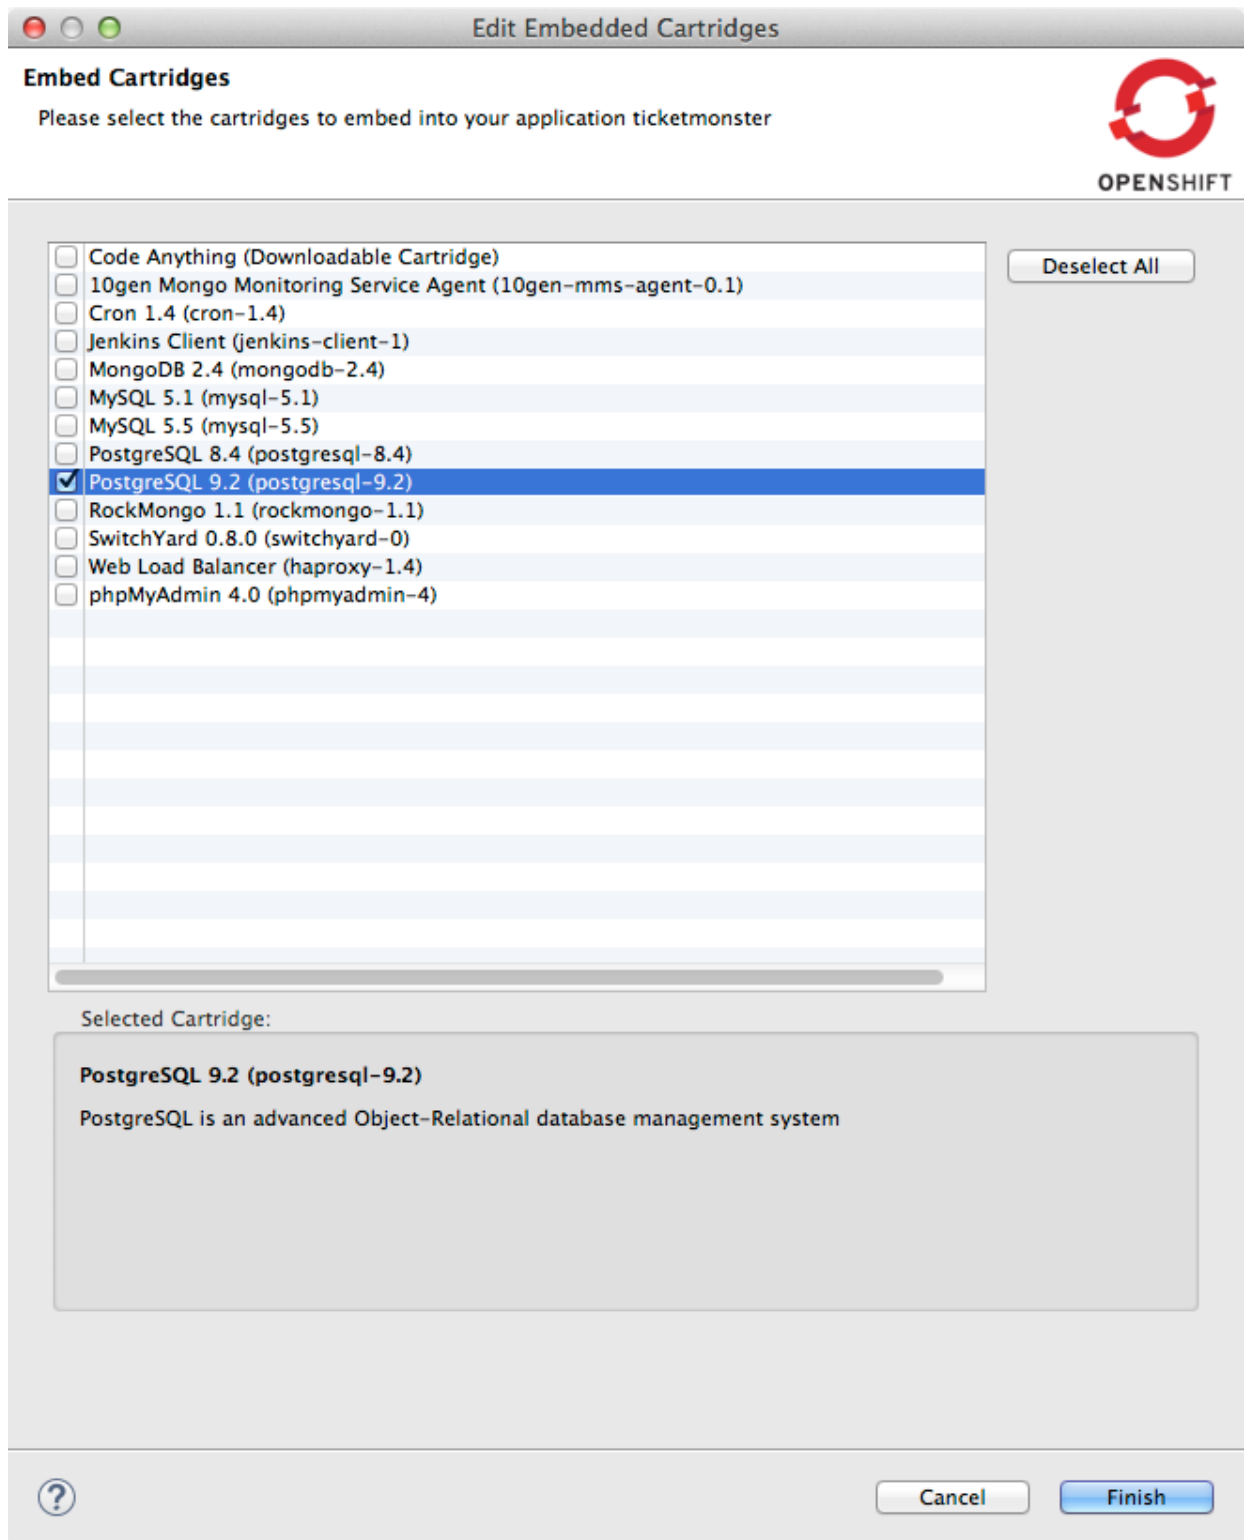 Edit Embedded Cartridges
Embed Cartridges
Please select the cartridges to embed into your application ticketmonster
OPENSHIFT
Code Anything (Downloadable Cartridge)
Deselect All
10gen Mongo Monitoring Service Agent (10gen-mms-agent-0.1)
Cron 1.4 (cron-1.4)
Jenkins Client (jenkins-client-1)
MongoDB 2.4 (mongodb-2.4)
MySQL 5.1 (mysql-5.1)
MySQL 5.5 (mysql-5.5)
PostgreSQL 8.4 (postgresql-8.4)
PostgreSQL 9.2 (postgresql-9.2)
RockMongo 1.1 (rockmongo-1.1)
SwitchYard 0.8.0 (switchyard-0)
Web Load Balancer (haproxy-1.4)
phpMyAdmin 4.0 (phpmyadmin-4)
Selected Cartridge:
PostgreSQL 9.2 (postgresql-9.2)
PostgreSQL is an advanced Object-Relational database management system
?
Cancel
Finish